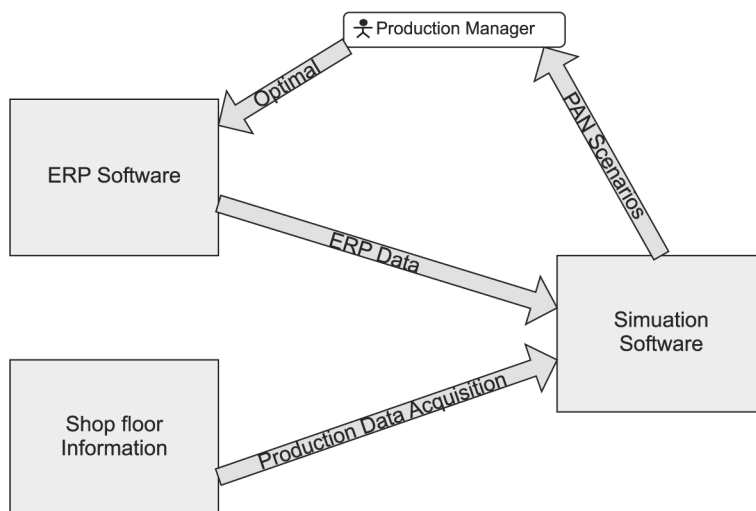 Production Manager
Optimal
PAN Scenarios
ERP Software
ERP Data
Simuation
Software
Shop floor
Information
Production Data Acquisition